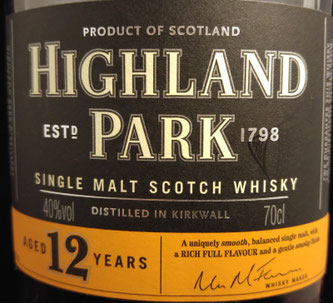 PRODUCT OF SCOTLAND
HIGHLAND
ESTD PARK 1798
SINGLE MALT SCOTCH WHISKY
40%vol DISTILLED IN KIRKWALL 70cl
AGED 12 YEARS
A uniquely smooth, balanced single malt, with
a RICH FULL FLAVOUR and a gentle smoky finish
WHISKY MAKER